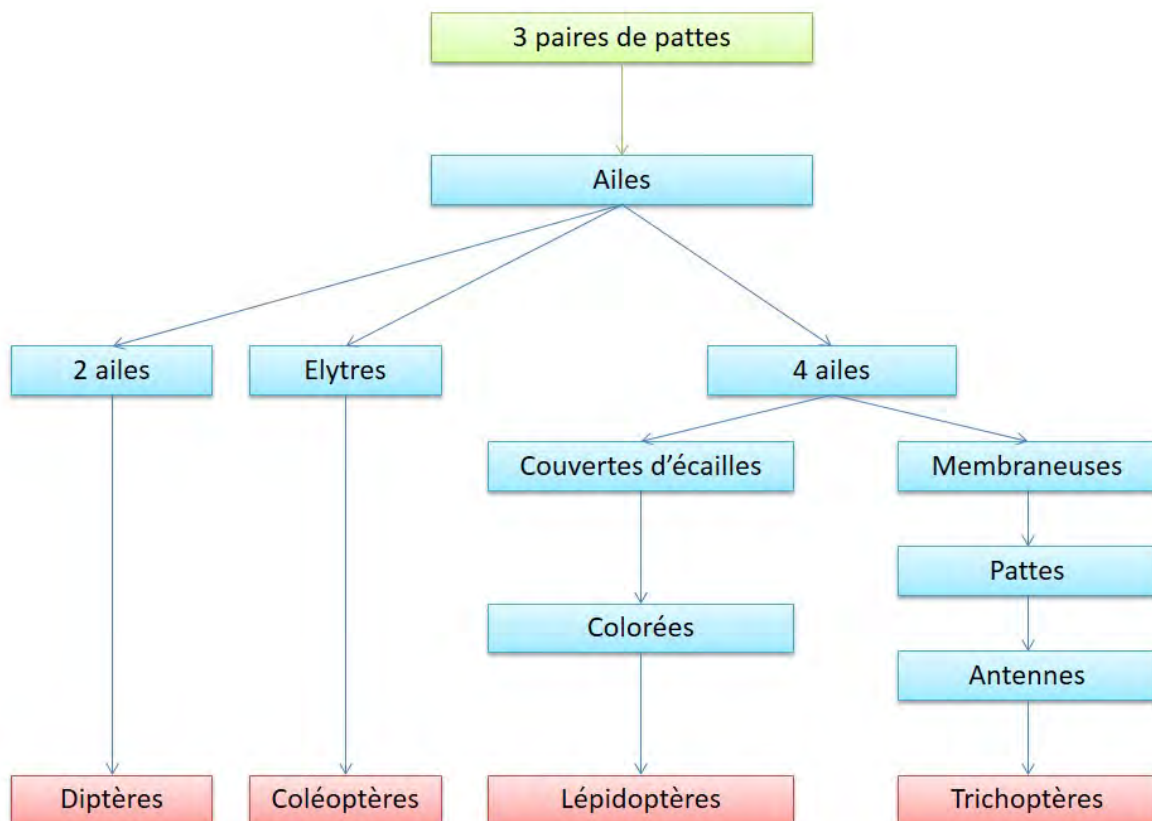 3 paires de pattes
Ailes
2 ailes
Elytres
4 ailes
Couvertes d'écailles
Membraneuses
Pattes
Colorées
Antennes
Diptères
Coléoptères
Lépidoptères
Trichoptères